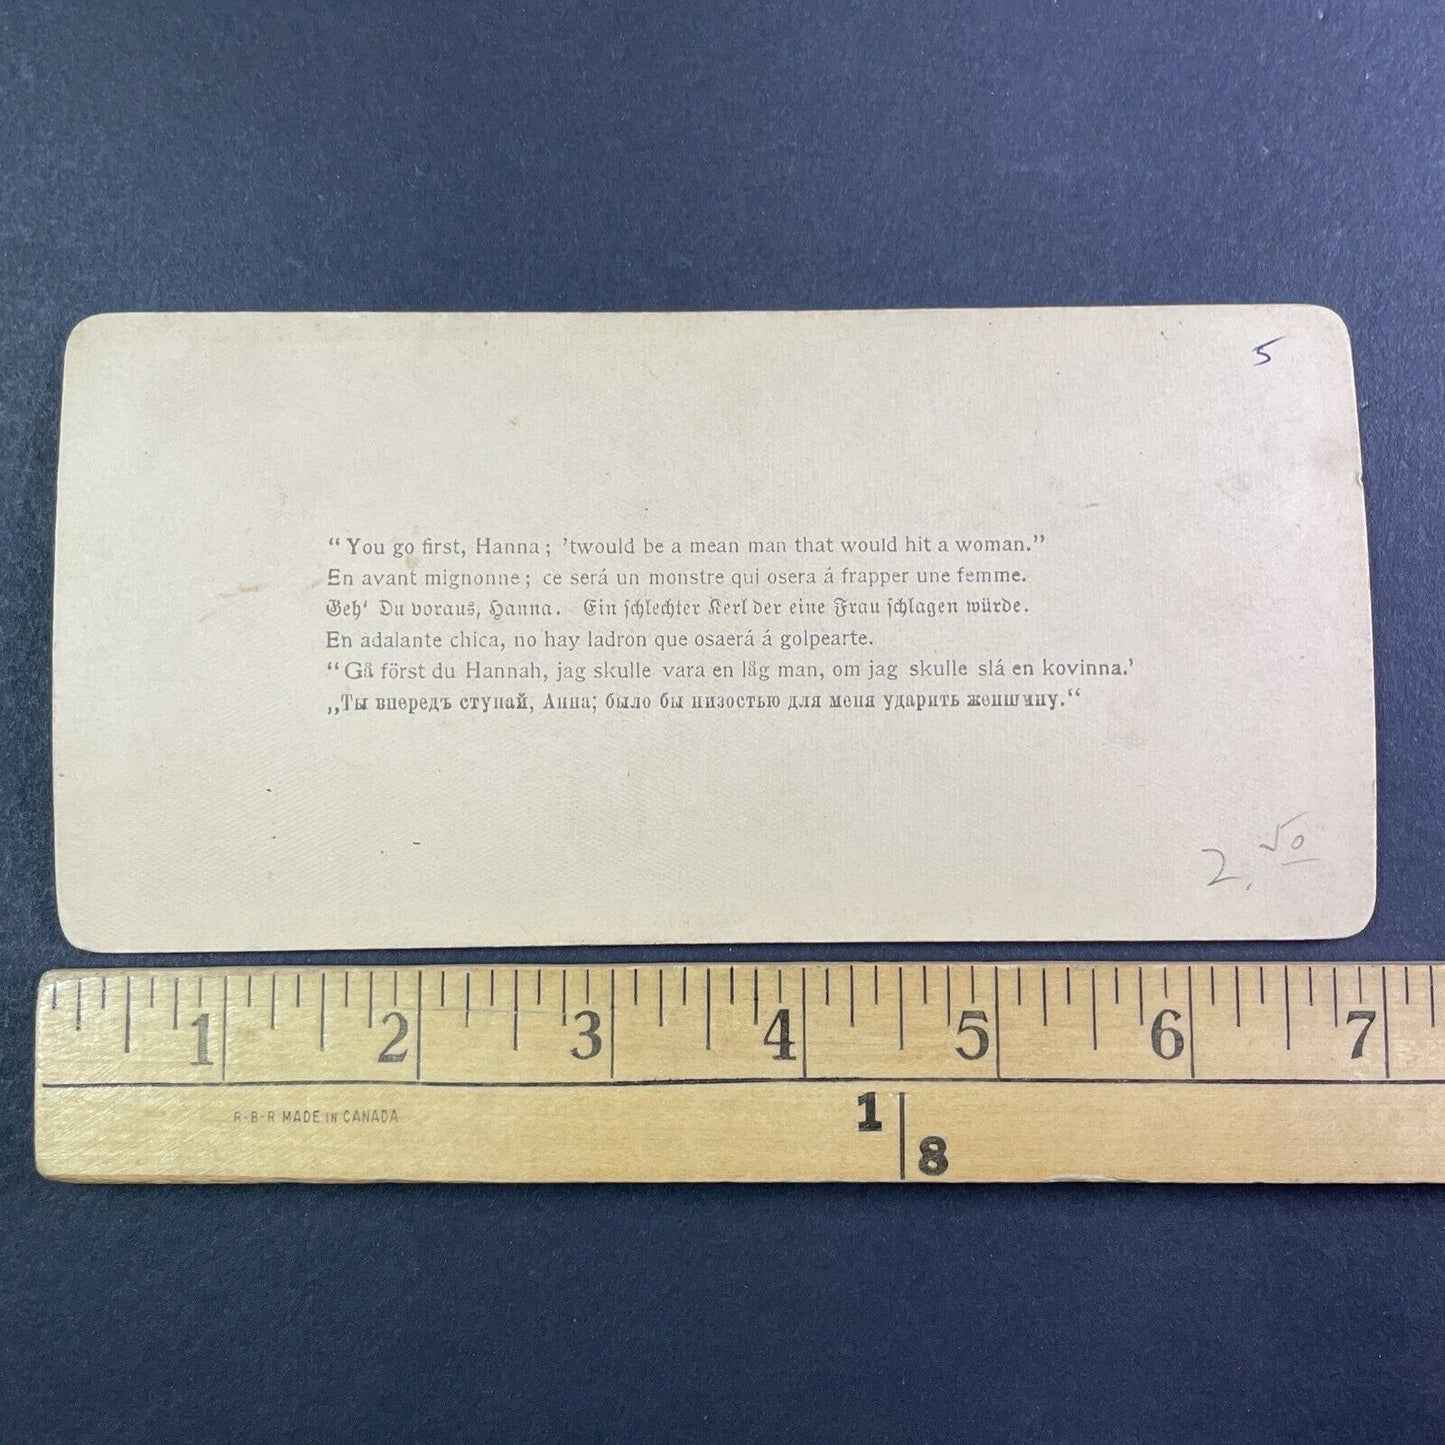 5
“ You go first, Hanna ; ’twould be a mean man that would hit a woman.”
En avant mignonne ; ce será un monstre qui osera á frapper une femme.
Geh’ Du voraus, Hanna. Ein schlechter Kerl der eine Frau schlagen würde.
En adalante chica, no hay ladron que osaerá á golpearte.
“ Gå först du Hannah, jag skulle vara en låg man, om jag skulle slá en kovinna.’
„Ты впередъ ступай, Анна; было бы низостью для меня ударить женщину.“
2.50
1 2 3 4 5 6 7
R-B-R MADE IN CANADA
1
8